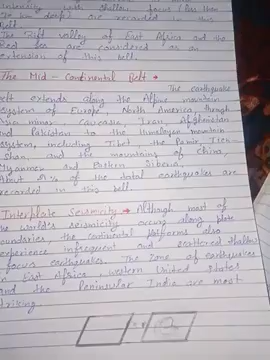 intensity with shallow focus (less than
70 km deep) are recorded in this
belt.
The Rift valley of East Africa and the
Red Sea are considered as an
extension of this belt.
The Mid - Continental Belt →
The earthquake
belt extends along the Alpine mountain
System of Europe, North America, through
Asia minor, Caucasia, Iran, Afghanistan
and Pakistan to the Himalayan mountain
system, including Tibet, the Pamir, Tien
Shan, and the mountains of China,
Myanmar and Eastern Siberia.
About 21% of the total earthquakes are
recorded in this belt.
Interplate Seismicity → Although most of
the world's seismicity occurs along plate
boundaries, the continental platforms also
experience infrequent and scattered shallow
focus earthquakes. The zone of earthquakes
in East Africa, western United States
and the Peninsular India are most
striking.